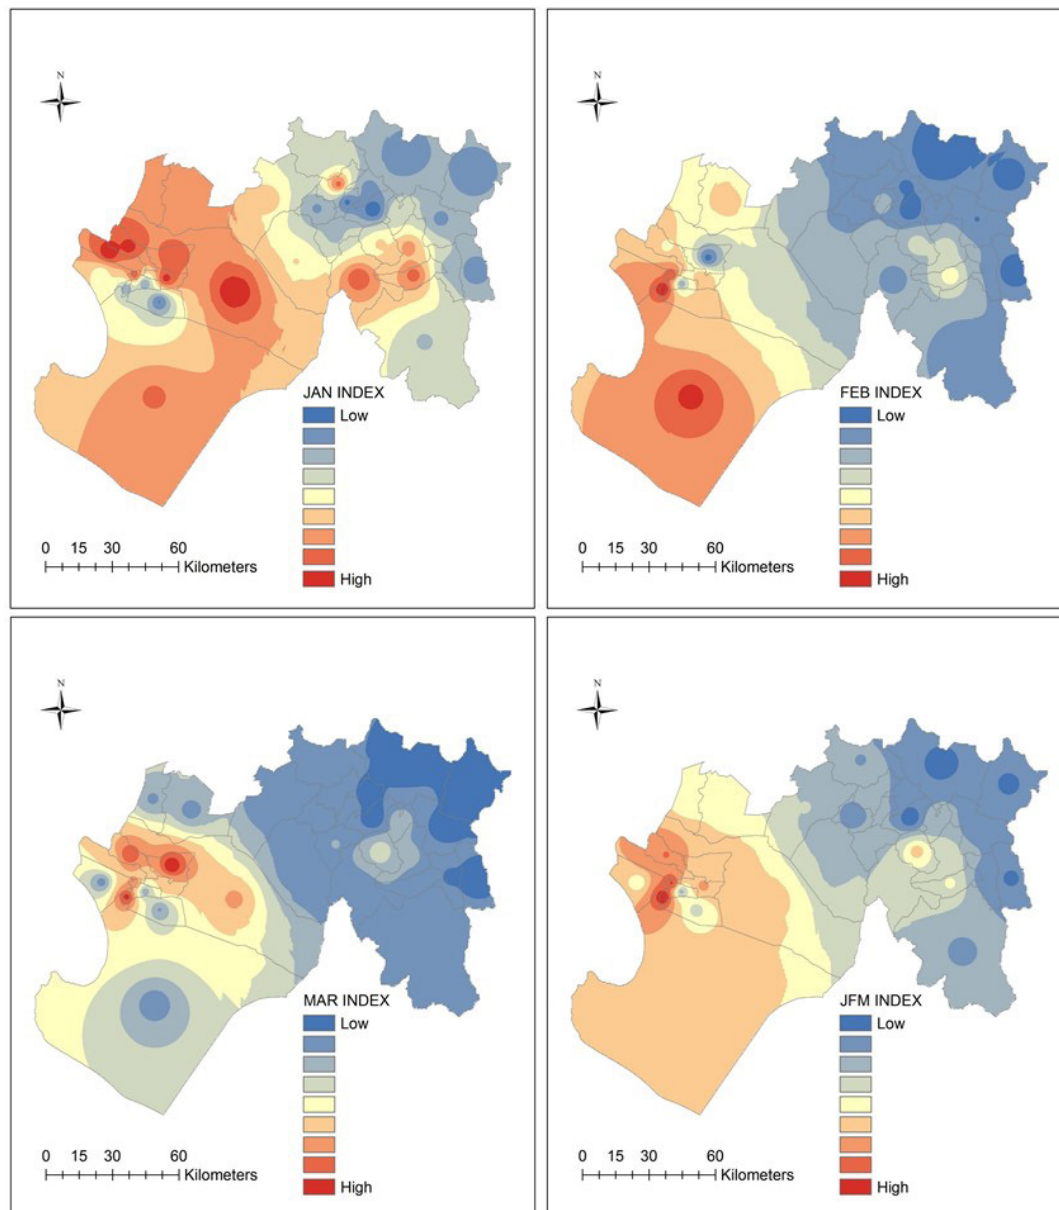 N
JAN INDEX
Low
High
0 15 30 60
Kilometers
N
FEB INDEX
Low
High
0 15 30 60
Kilometers
N
MAR INDEX
Low
High
0 15 30 60
Kilometers
N
JFM INDEX
Low
High
0 15 30 60
Kilometers